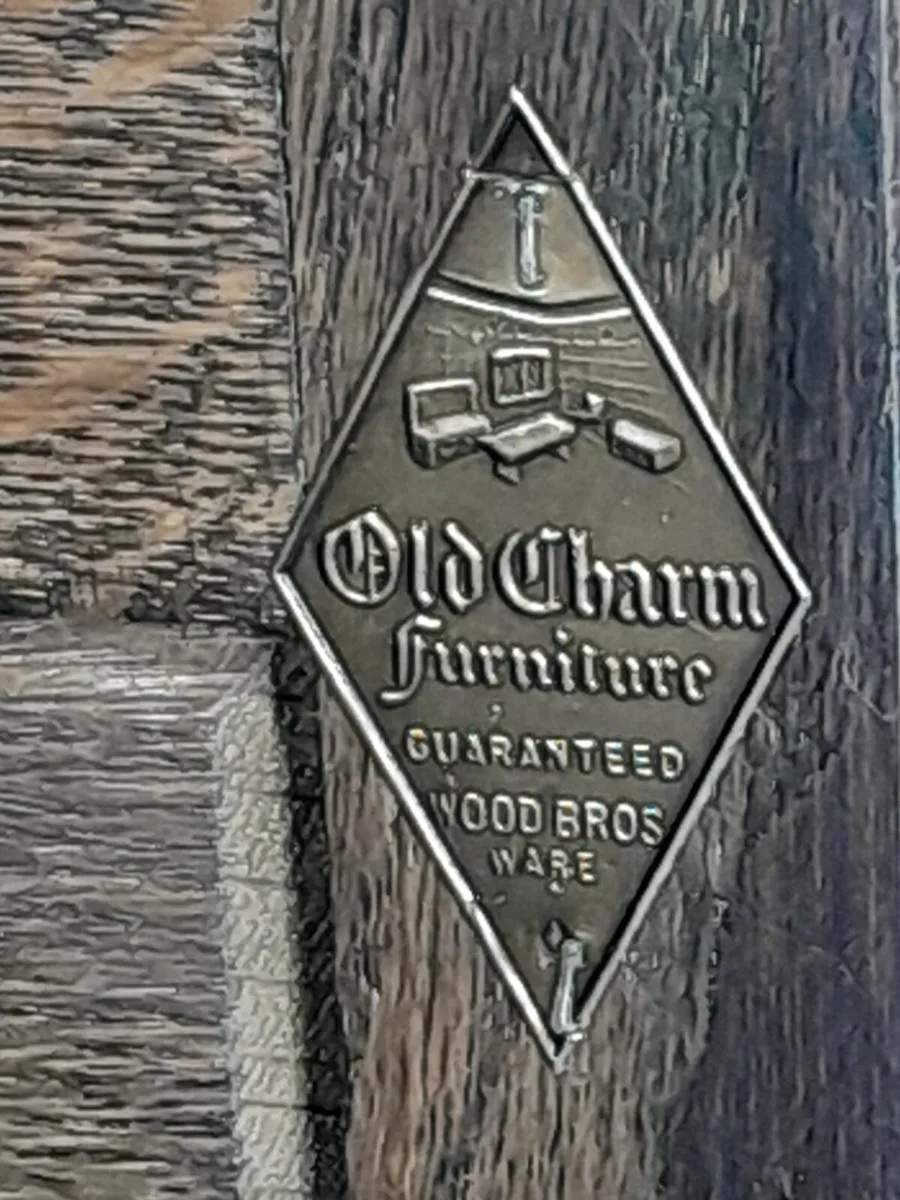 Old Charm
Furniture
GUARANTEED
WOOD BROS
WARE